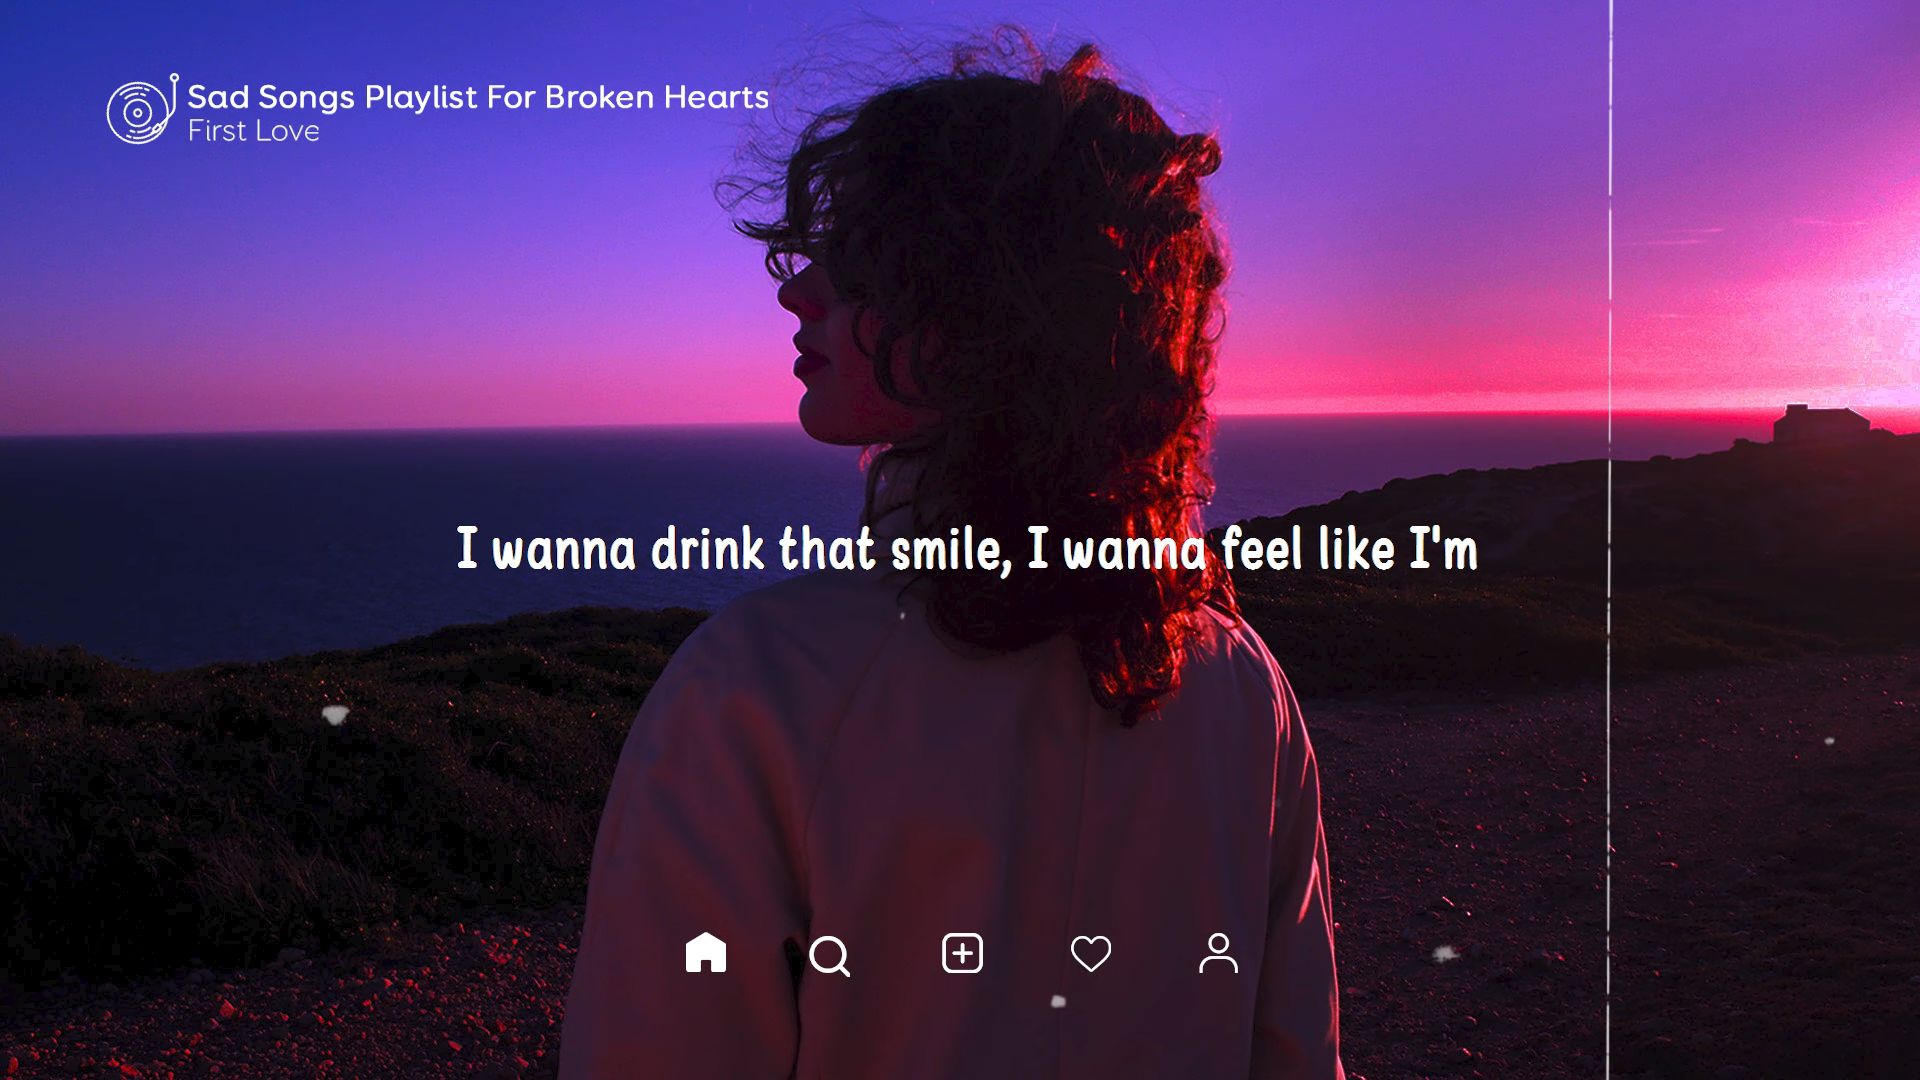 Sad Songs Playlist For Broken Hearts
First Love
I wanna drink that smile, I wanna feel like I'm